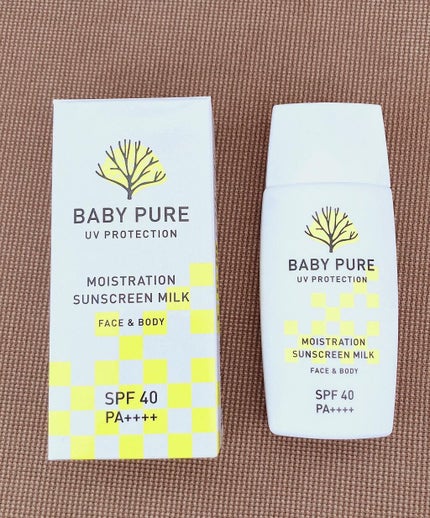 BABY PURE
UV PROTECTION
MOISTRATION
SUNSCREEN MILK
FACE & BODY
SPF 40
PA++++
BABY PURE
UV PROTECTION
MOISTRATION
SUNSCREEN MILK
FACE & BODY
SPF 40
PA++++